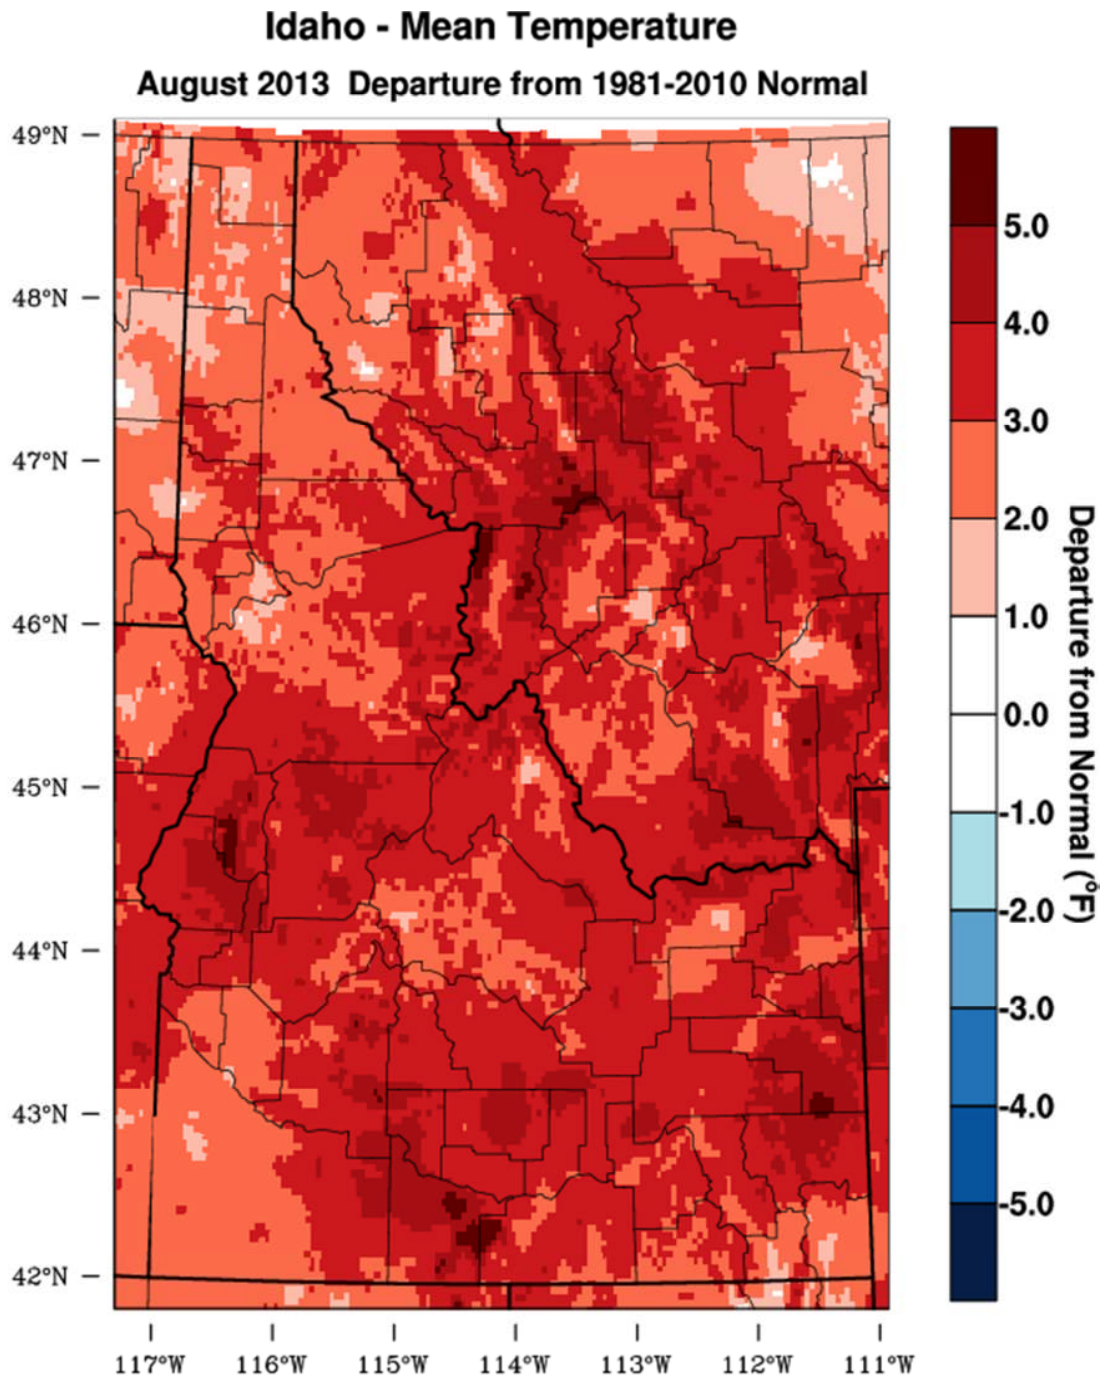 Idaho - Mean Temperature
August 2013 Departure from 1981-2010 Normal
49°N
48°N
47°N
46°N
45°N
44°N
43°N
42°N
117°W
116°W
115°W
114°W
113°W
112°W
111°W
5.0
4.0
3.0
2.0
1.0
0.0
-1.0
-2.0
-3.0
-4.0
-5.0
Departure from Normal (°F)